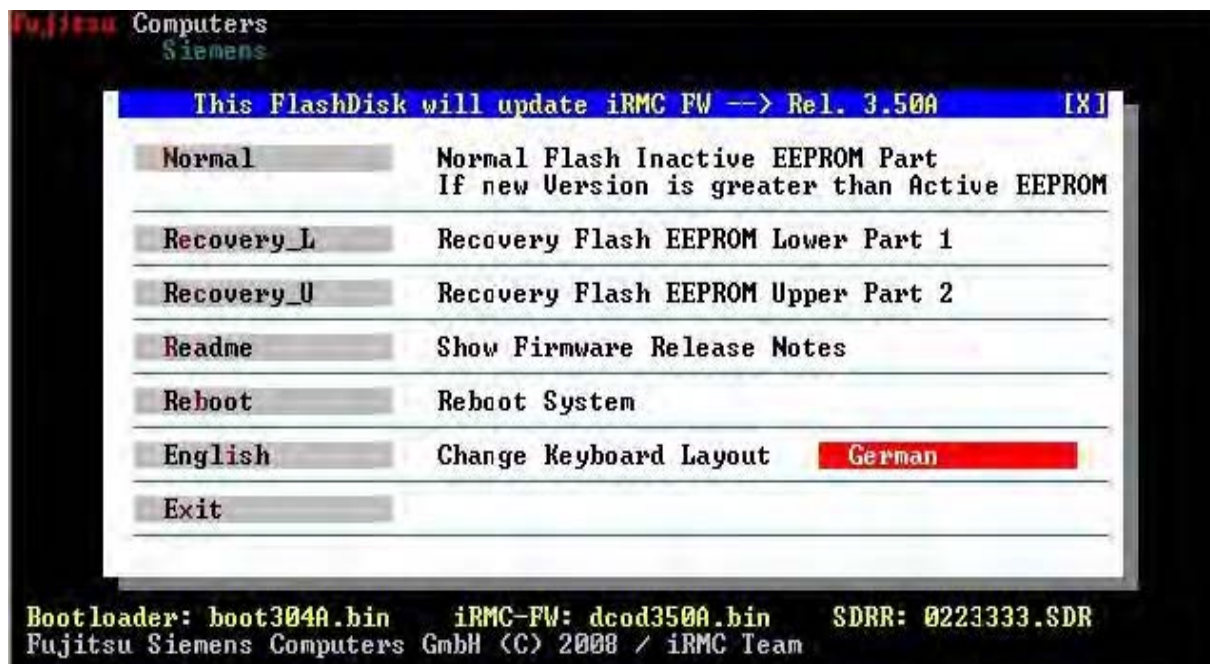 Fujitsu Computers
Siemens
This FlashDisk will update iRMC FW --> Rel. 3.50A [X]
Normal Normal Flash Inactive EEPROM Part
If new Version is greater than Active EEPROM
Recovery_L Recovery Flash EEPROM Lower Part 1
Recovery_U Recovery Flash EEPROM Upper Part 2
Readme Show Firmware Release Notes
Reboot Reboot System
English Change Keyboard Layout German
Exit
Bootloader: boot304A.bin iRMC-FW: dcod350A.bin SDRR: 0223333.SDR
Fujitsu Siemens Computers GmbH (C) 2008 / iRMC Team